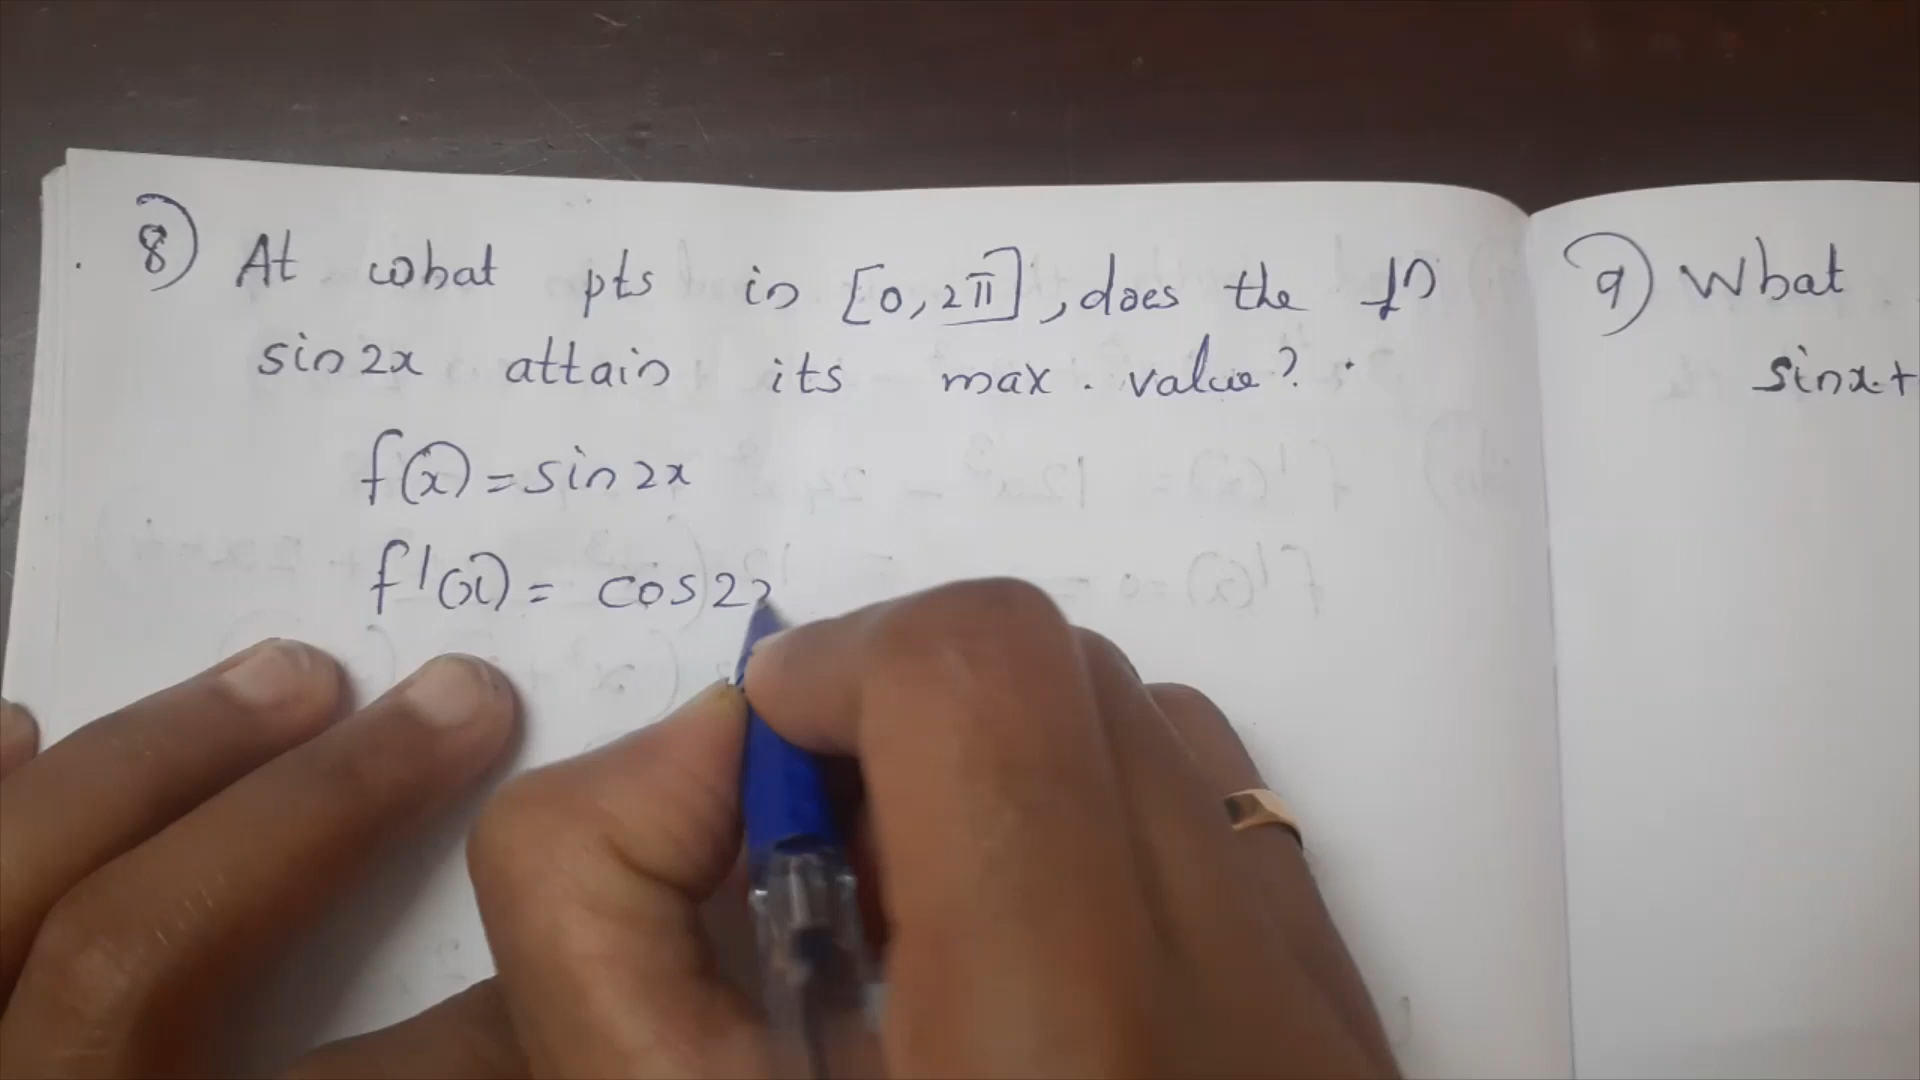 8) At what pts in [0, 2π], does the fn
sin 2x attain its max. value?
f(x) = sin 2x
f'(x) = cos 2x
9) What
sinx +